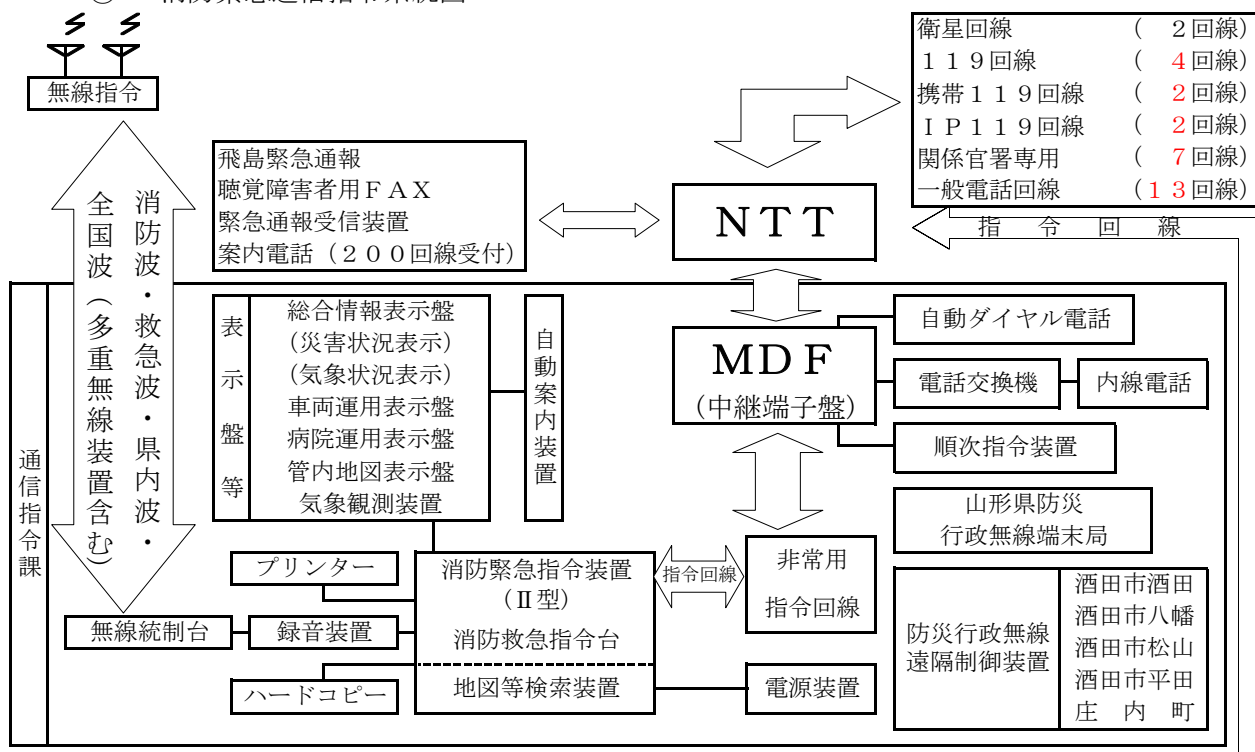 無線指令
衛星回線 （ ２回線）
１１９回線 （ ４回線）
携帯１１９回線 （ ２回線）
ＩＰ１１９回線 （ ２回線）
関係官署専用 （ ７回線）
一般電話回線 （１３回線）
指令回線
飛島緊急通報
聴覚障害者用ＦＡＸ
緊急通報受信装置
案内電話（２００回線受付）
ＮＴＴ
消防波・救急波・県内波・
全国波（多重無線装置含む）
通信指令課
表示盤等
総合情報表示盤
(災害状況表示)
(気象状況表示)
車両運用表示盤
病院運用表示盤
管内地図表示盤
気象観測装置
自動案内装置
ＭＤＦ
（中継端子盤）
自動ダイヤル電話
電話交換機
内線電話
順次指令装置
山形県防災
行政無線端末局
プリンター
無線統制台
録音装置
ハードコピー
消防緊急指令装置
（Ⅱ型）
消防救急指令台
地図等検索装置
指令回線
非常用
指令回線
電源装置
防災行政無線
遠隔制御装置
酒田市酒田
酒田市八幡
酒田市松山
酒田市平田
庄内町